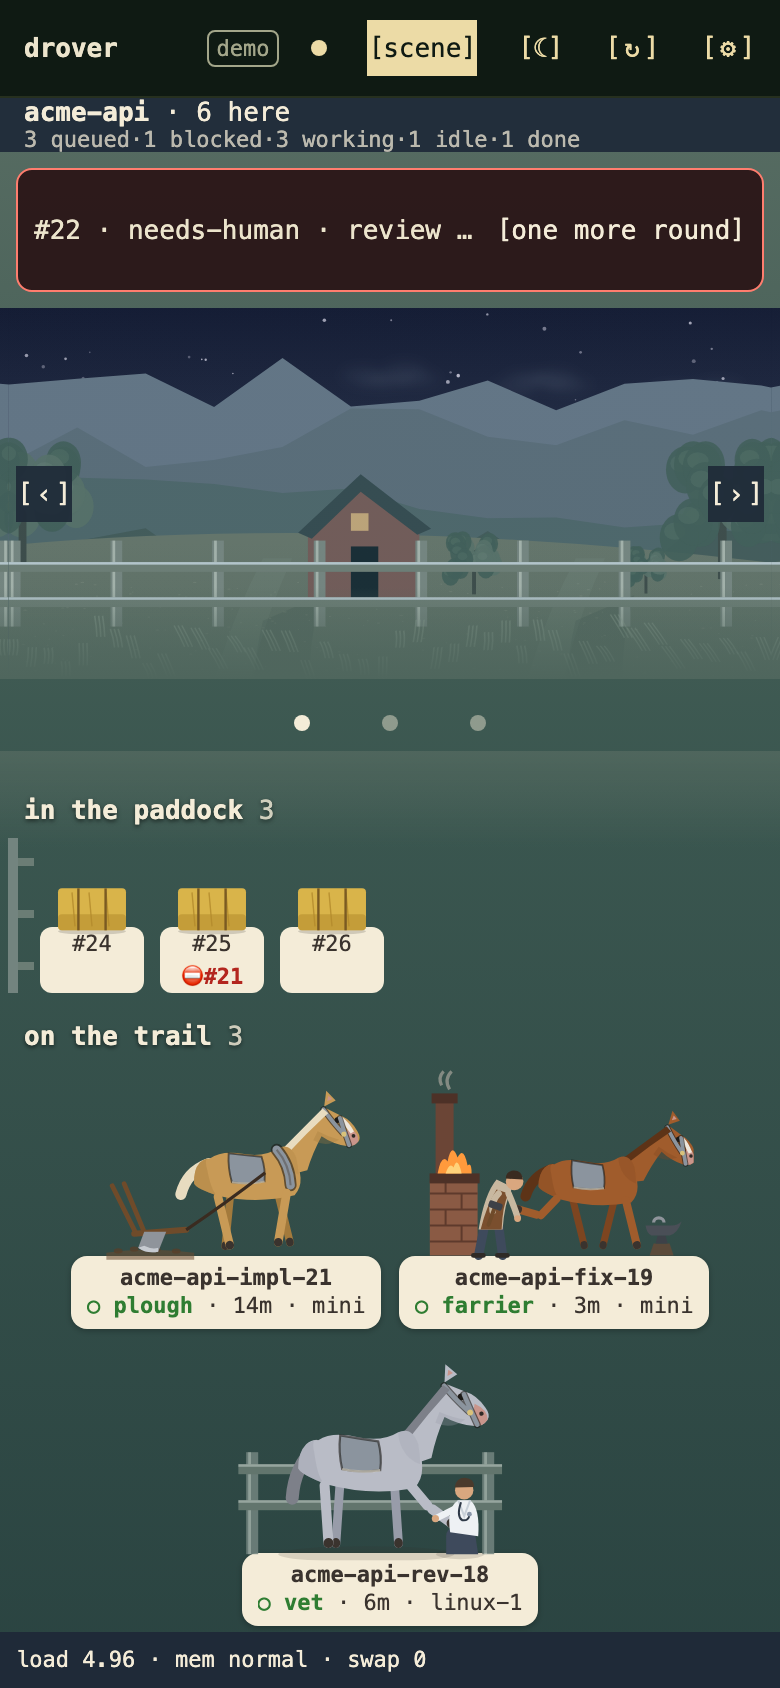 drover demo [scene] [☾] [↻] [⚙]
acme-api · 6 here
3 queued·1 blocked·3 working·1 idle·1 done
#22 · needs-human · review … [one more round]
[‹] [›]
in the paddock 3
#24 #25 #26
⛔#21
on the trail 3
acme-api-impl-21
○ plough · 14m · mini
acme-api-fix-19
○ farrier · 3m · mini
acme-api-rev-18
○ vet · 6m · linux-1
load 4.96 · mem normal · swap 0